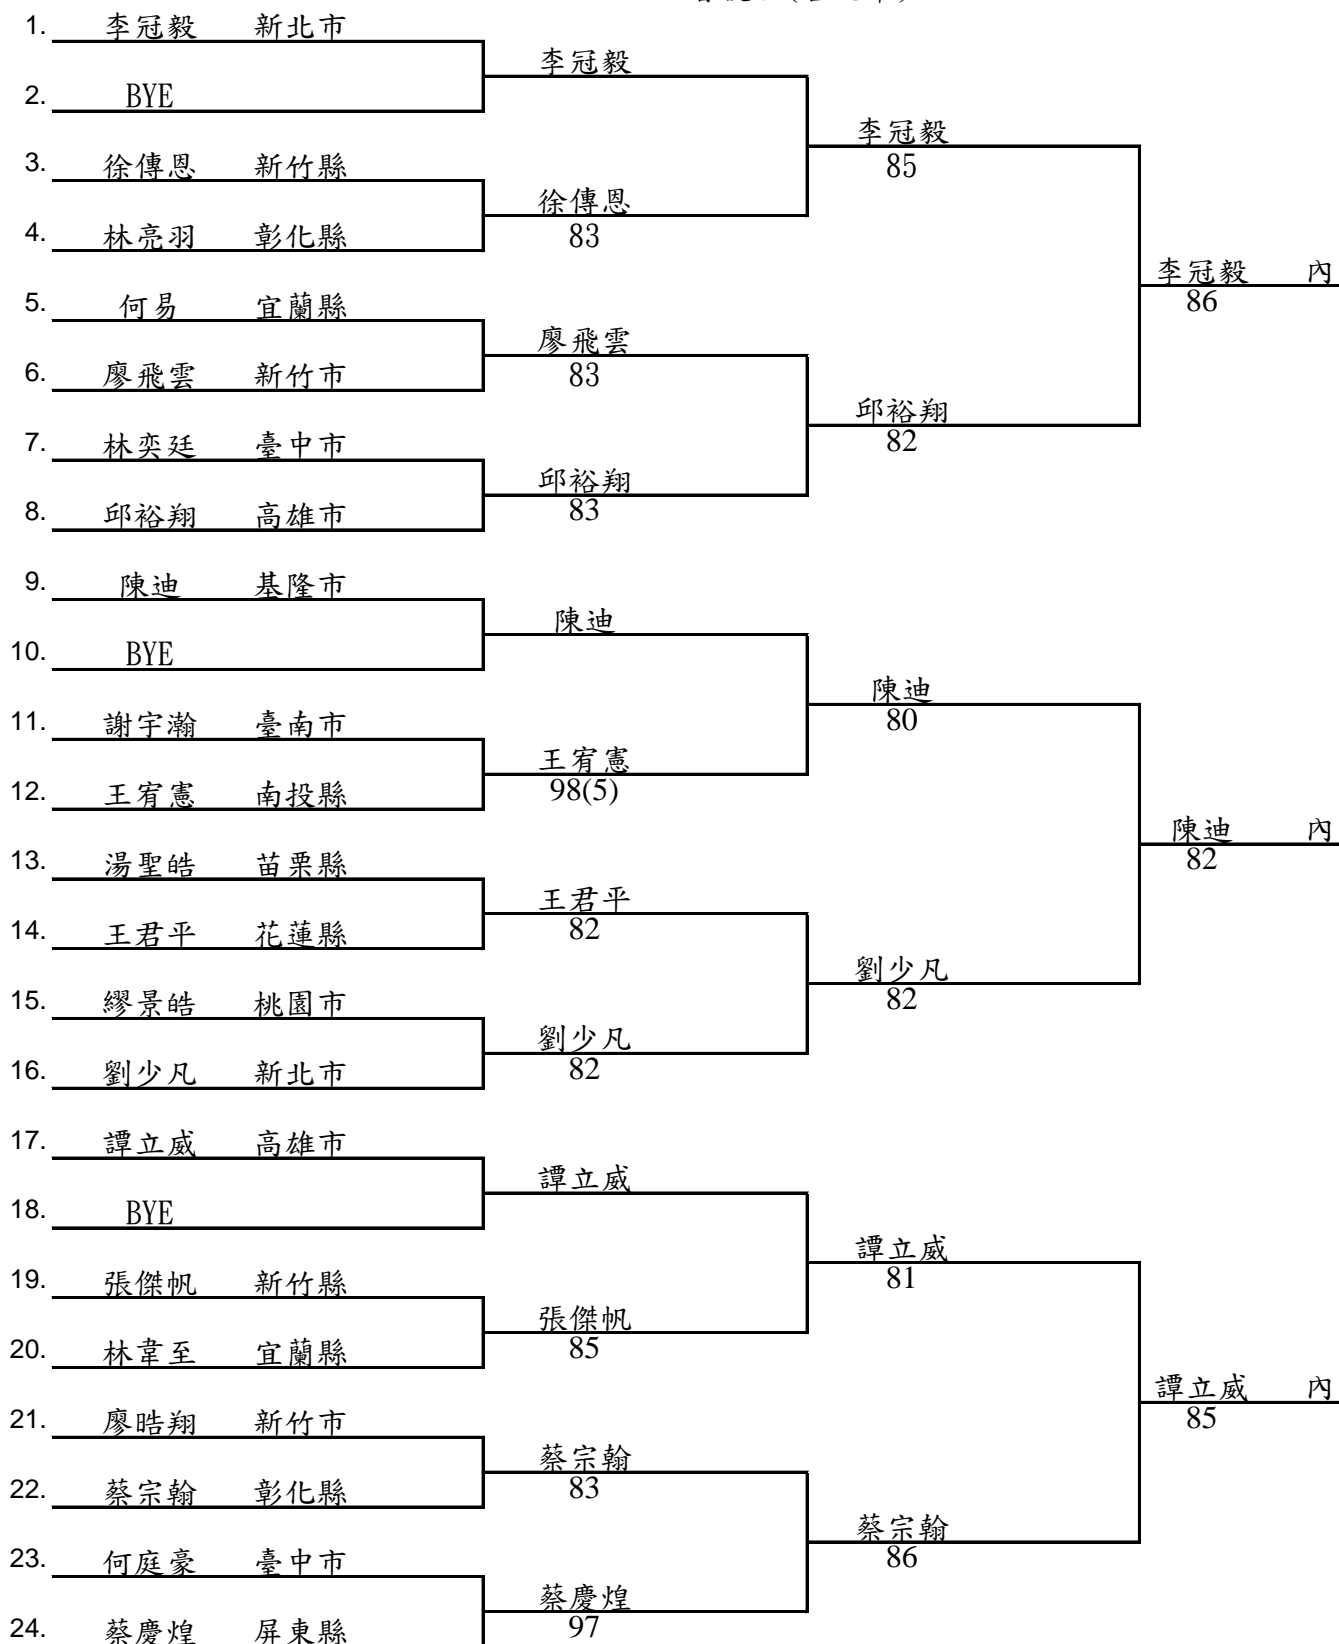 1. 李冠毅 新北市
李冠毅
2. BYE
李冠毅
85
3. 徐傳恩 新竹縣
徐傳恩
83
4. 林亮羽 彰化縣
李冠毅 內
86
5. 何易 宜蘭縣
廖飛雲
83
6. 廖飛雲 新竹市
邱裕翔
82
7. 林奕廷 臺中市
邱裕翔
83
8. 邱裕翔 高雄市
9. 陳迪 基隆市
陳迪
10. BYE
陳迪
80
11. 謝宇瀚 臺南市
王宥憲
98(5)
12. 王宥憲 南投縣
陳迪 內
82
13. 湯聖皓 苗栗縣
王君平
82
14. 王君平 花蓮縣
劉少凡
82
15. 繆景皓 桃園市
劉少凡
82
16. 劉少凡 新北市
17. 譚立威 高雄市
譚立威
18. BYE
譚立威
81
19. 張傑帆 新竹縣
張傑帆
85
20. 林韋至 宜蘭縣
譚立威 內
85
21. 廖晧翔 新竹市
蔡宗翰
83
22. 蔡宗翰 彰化縣
蔡宗翰
86
23. 何庭豪 臺中市
蔡慶煌
97
24. 蔡慶煌 屏東縣